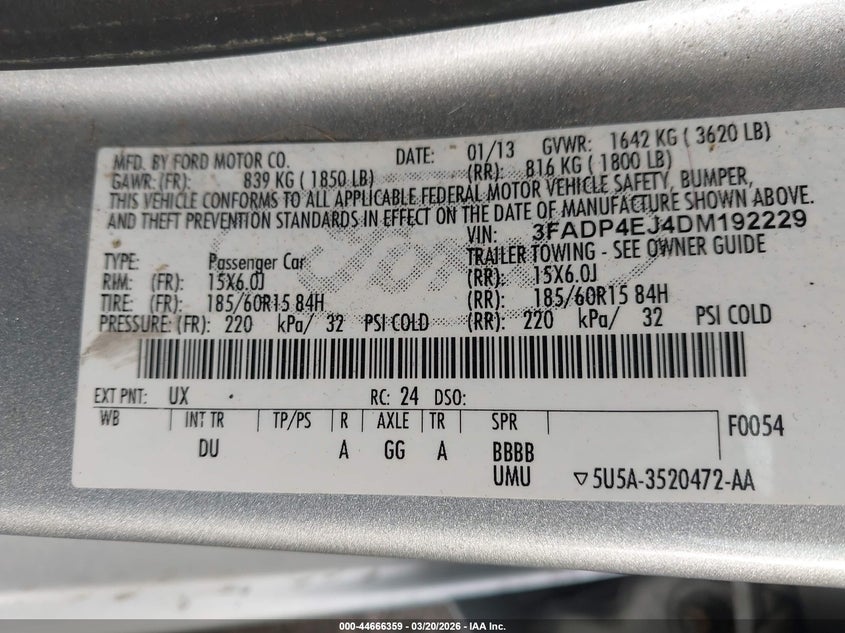 MFD. BY FORD MOTOR CO. DATE: 01/13 GVWR: 1642 KG ( 3620 LB)
GAWR: (FR): 839 KG ( 1850 LB) (RR): 816 KG ( 1800 LB)
THIS VEHICLE CONFORMS TO ALL APPLICABLE FEDERAL MOTOR VEHICLE SAFETY, BUMPER,
AND THEFT PREVENTION STANDARDS IN EFFECT ON THE DATE OF MANUFACTURE SHOWN ABOVE.
VIN: 3FADP4EJ4DM192229
TYPE: Passenger Car TRAILER TOWING - SEE OWNER GUIDE
RIM: (FR): 15X6.0J (RR): 15X6.0J
TIRE: (FR): 185/60R15 84H (RR): 185/60R15 84H
PRESSURE: (FR): 220 kPa/ 32 PSI COLD (RR): 220 kPa/ 32 PSI COLD
EXT PNT: UX RC: 24 DSO:
WB INT TR TP/PS R AXLE TR SPR F0054
DU A GG A BBBB
UMU ▽5U5A-3520472-AA
Ford
000-44666359 - 03/20/2026 - IAA Inc.